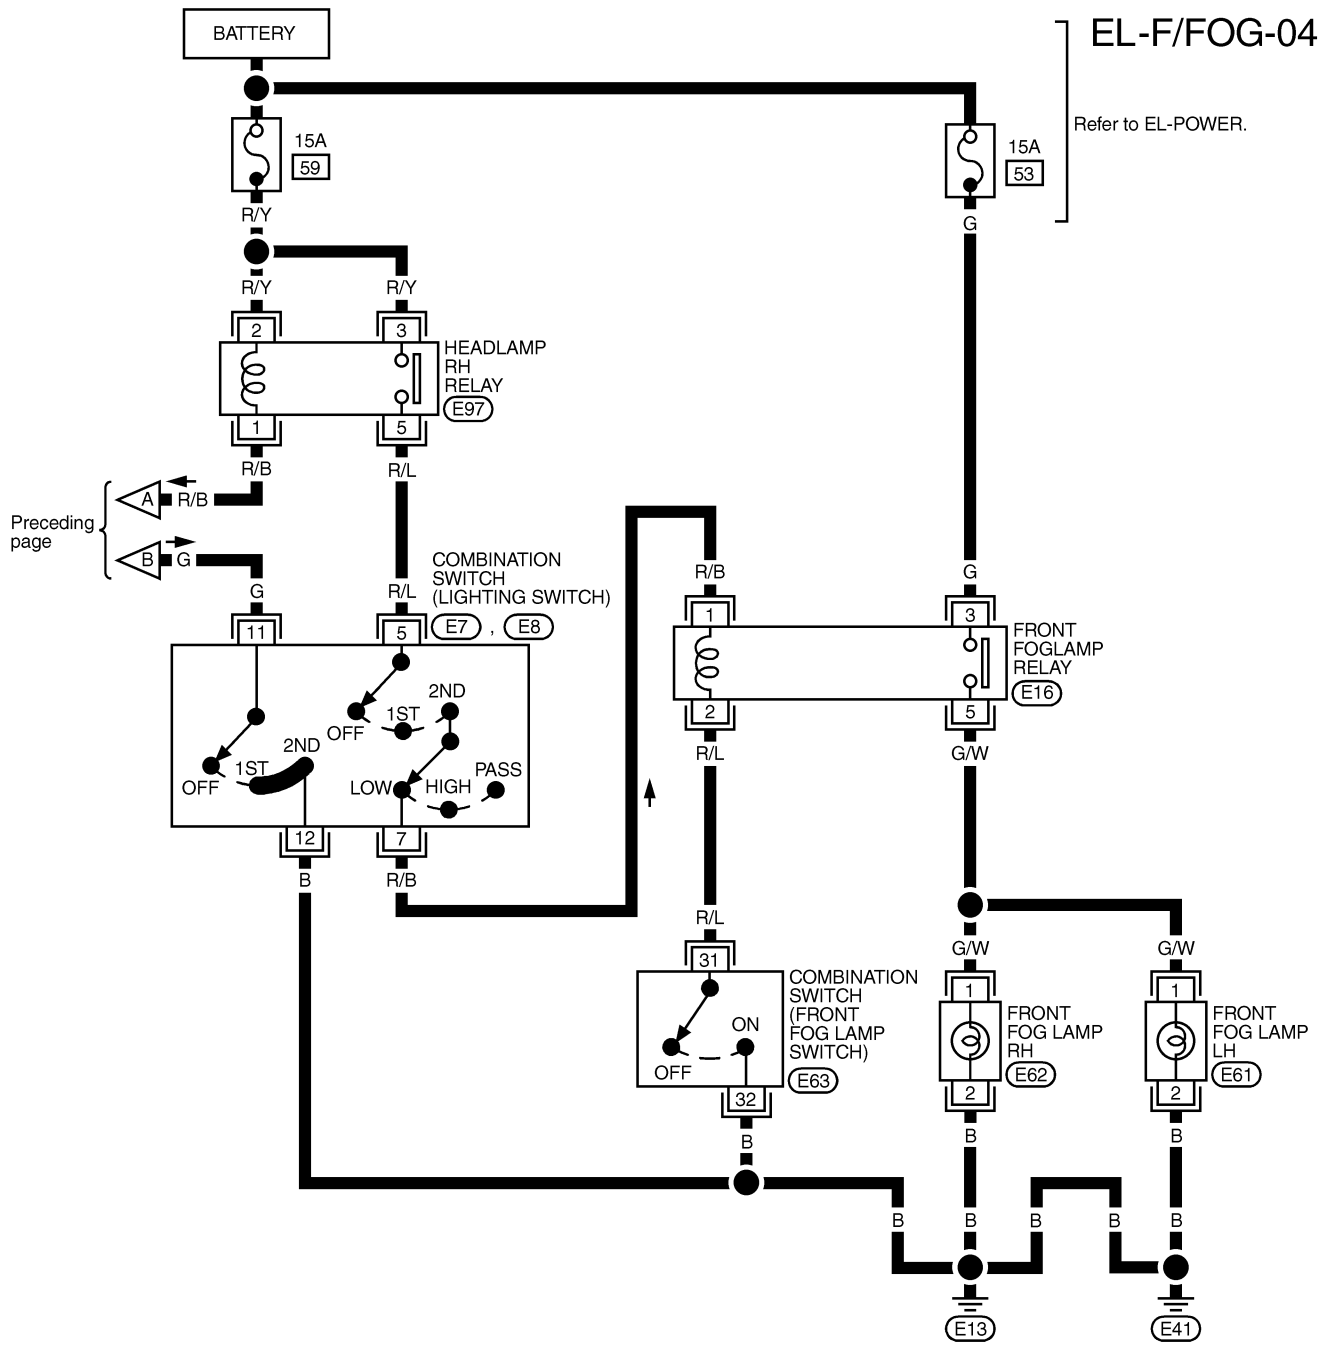 BATTERY
EL-F/FOG-04
Refer to EL-POWER.
15A
59
15A
53
R/Y
G
R/Y
R/Y
2
3
HEADLAMP
RH
RELAY
E97
1
5
R/B
R/L
A
R/B
Preceding
page
B
G
G
R/L
COMBINATION
SWITCH
(LIGHTING SWITCH)
E7 , E8
11
5
R/B
G
1
3
FRONT
FOGLAMP
RELAY
E16
2
5
R/L
G/W
OFF
1ST
2ND
OFF
1ST
2ND
LOW
HIGH
PASS
12
7
B
R/B
R/L
31
COMBINATION
SWITCH
(FRONT
FOG LAMP
SWITCH)
E63
ON
OFF
32
B
G/W
G/W
1
1
FRONT
FOG LAMP
RH
E62
FRONT
FOG LAMP
LH
E61
2
2
B
B
B
B
B
B
B
E13
E41